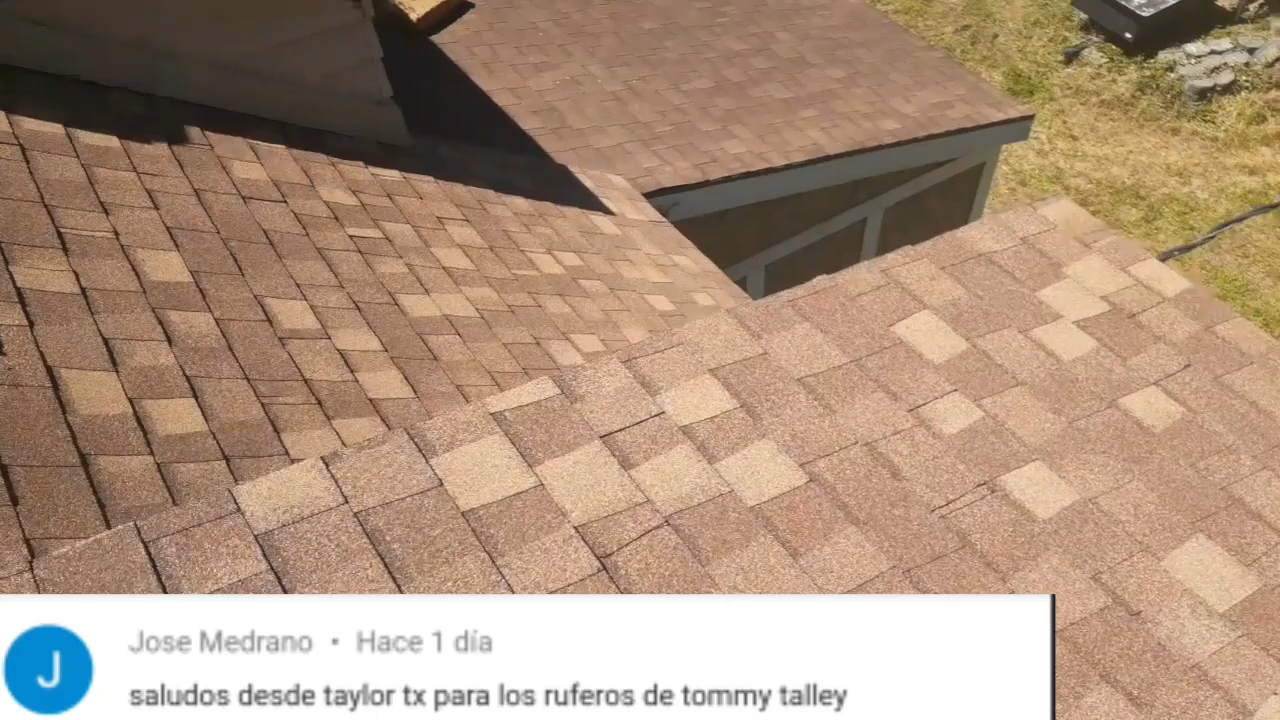 J
Jose Medrano • Hace 1 día
saludos desde taylor tx para los ruferos de tommy talley